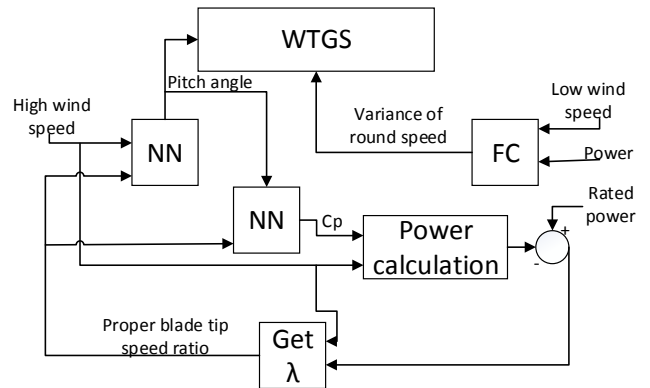 WTGS
Pitch angle
High wind
speed
NN
Variance of
round speed
Low wind
speed
FC
Power
NN
Cp
Power
calculation
Rated
power
+
-
Proper blade tip
speed ratio
Get
λ